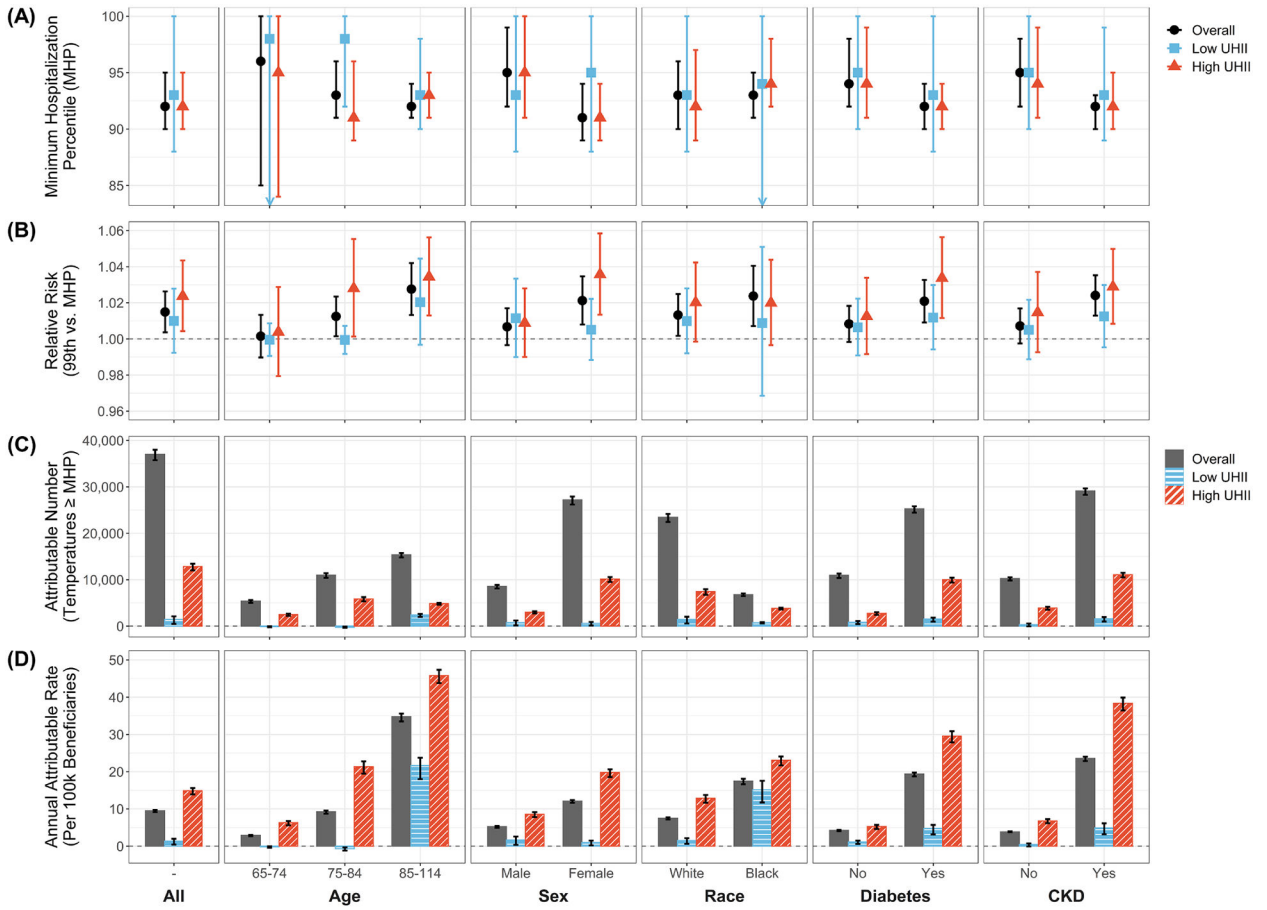 (A)
Minimum Hospitalization
Percentile (MHP)
100
95
90
85
Overall
Low UHII
High UHII
(B)
Relative Risk
(99th vs. MHP)
1.06
1.04
1.02
1.00
0.98
0.96
(C)
Attributable Number
(Temperatures ≥ MHP)
40,000
30,000
20,000
10,000
0
Overall
Low UHII
High UHII
(D)
Annual Attributable Rate
(Per 100k Beneficiaries)
50
40
30
20
10
0
- 65-74 75-84 85-114 Male Female White Black No Yes No Yes
All Age Sex Race Diabetes CKD